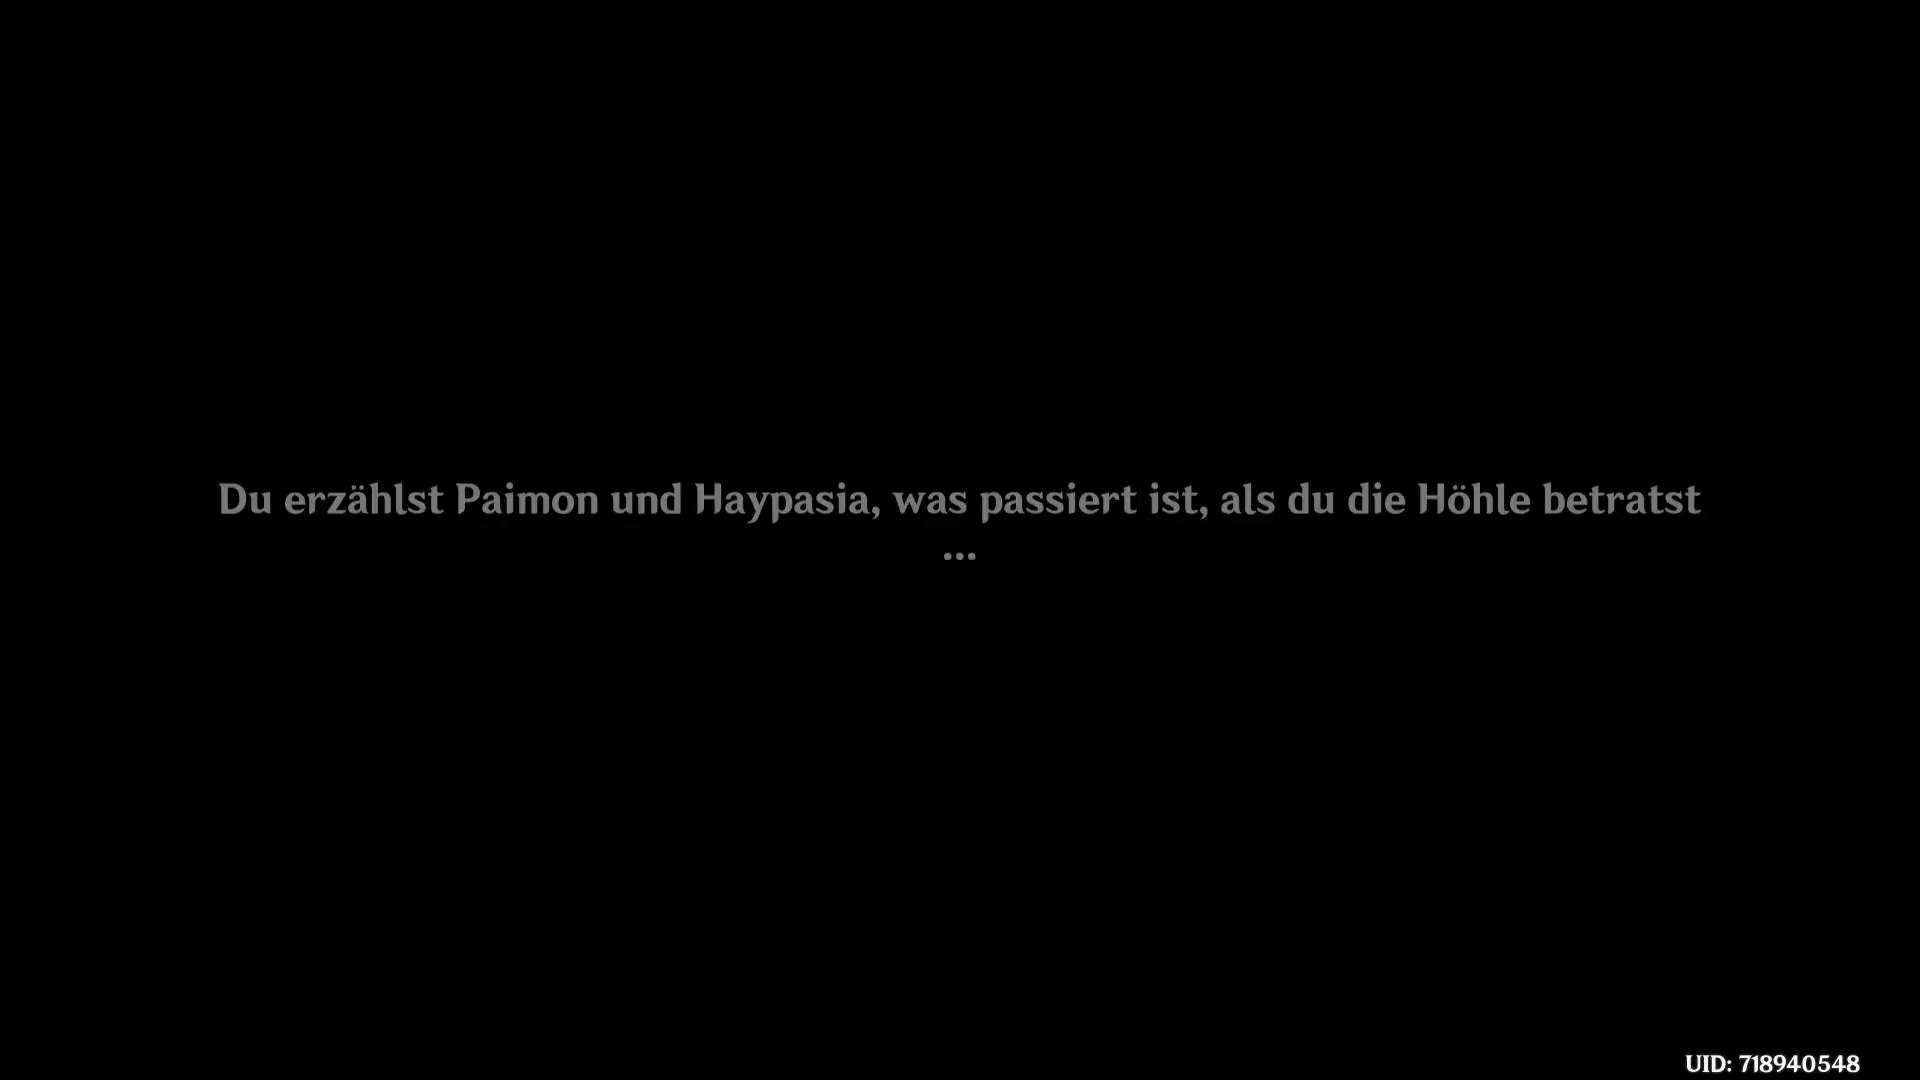 Du erzählst Paimon und Haypasia, was passiert ist, als du die Höhle betratst
...
UID: 718940548